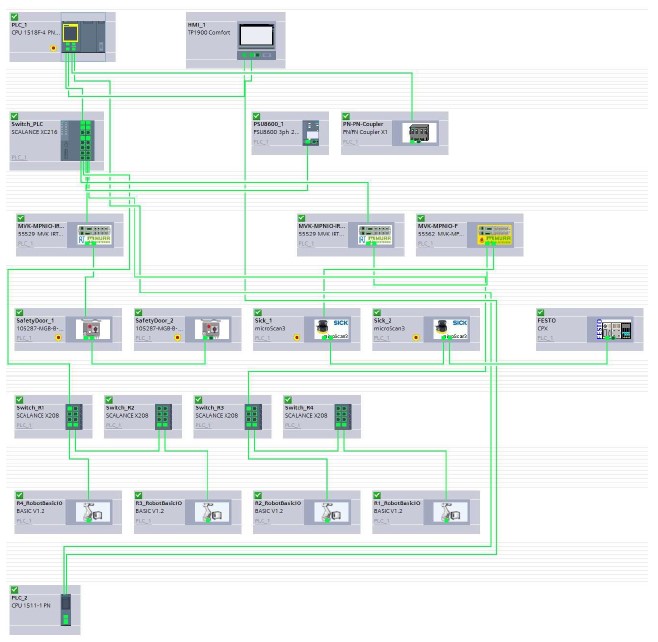 PLC_1
CPU 1518F-4 PN...
HMI_1
TP1900 Comfort
Switch_PLC
SCALANCE XC216
PLC_1
PSU8600_1
PSU8600 3ph 2...
PLC_1
PN-PN-Coupler
PN/PN Coupler X1
PLC_1
MVK-MPNIO-IR...
55529 MVK IRT...
PLC_1
MVK-MPNIO-IR...
55529 MVK IRT...
PLC_1
MVK-MPNIO-F
55562 MVK-MP...
PLC_1
SafetyDoor_1
105287-MGB-B-...
PLC_1
SafetyDoor_2
105287-MGB-B-...
PLC_1
Sick_1
microScan3
PLC_1
SICK
Sick_2
microScan3
PLC_1
SICK
FESTO
CPX
PLC_1
FESTO
Switch_R1
SCALANCE X208
PLC_1
Switch_R2
SCALANCE X208
PLC_1
Switch_R3
SCALANCE X208
PLC_1
Switch_R4
SCALANCE X208
PLC_1
R4_RobotBasicIO
BASIC V1.2
PLC_1
R3_RobotBasicIO
BASIC V1.2
PLC_1
R2_RobotBasicIO
BASIC V1.2
PLC_1
R1_RobotBasicIO
BASIC V1.2
PLC_1
PLC_2
CPU 1511-1 PN